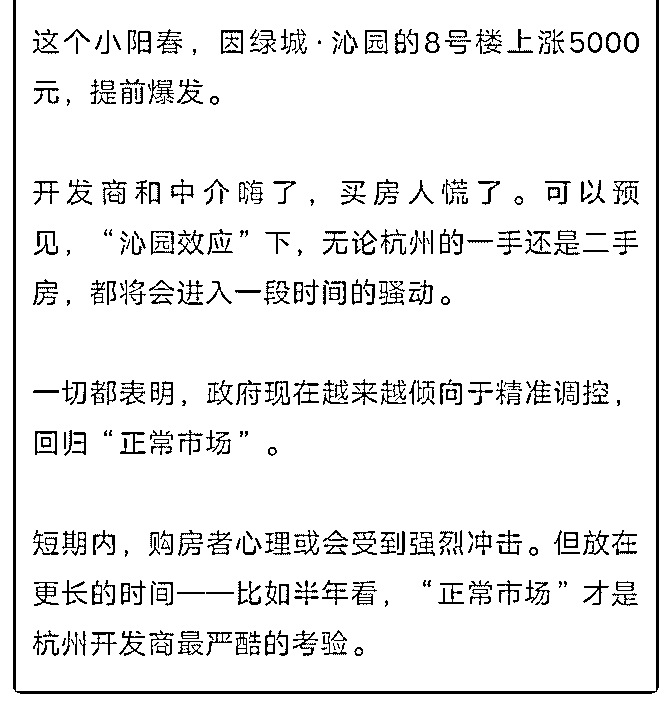 这个小阳春，因绿城·沁园的8号楼上涨5000
元，提前爆发。
开发商和中介嗨了，买房人慌了。可以预
见，“沁园效应”下，无论杭州的一手还是二手
房，都将会进入一段时间的骚动。
一切都表明，政府现在越来越倾向于精准调控，
回归“正常市场”。
短期内，购房者心理或会受到强烈冲击。但放在
更长的时间——比如半年看，“正常市场”才是
杭州开发商最严酷的考验。